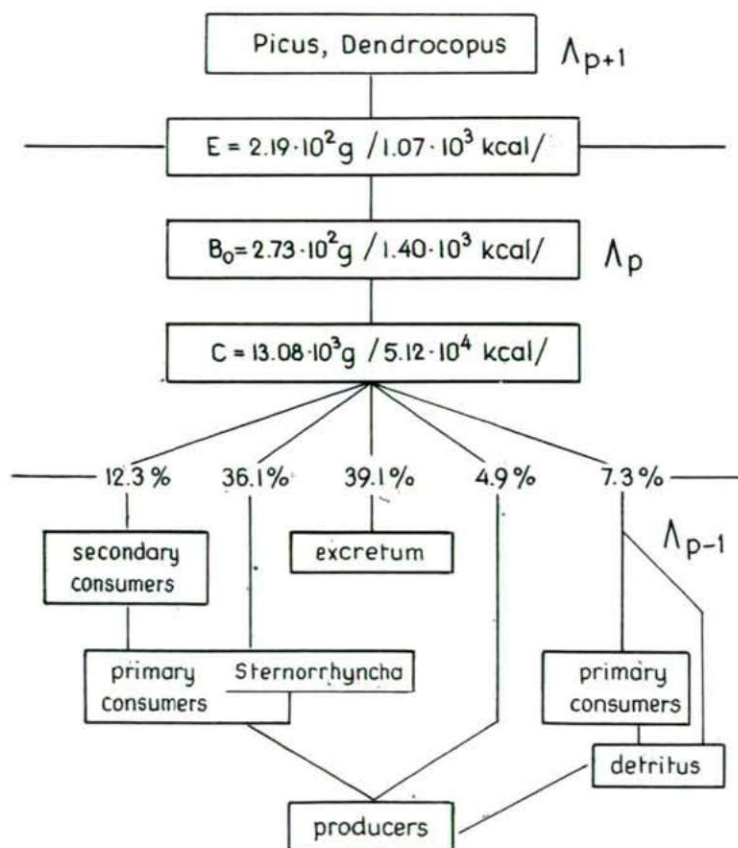 Picus, Dendrocopus
Λp+1
E = 2.19·10²g /1.07·10³ kcal/
B₀=2.73·10²g /1.40·10³ kcal/
Λp
C = 13.08·10³g /5.12·10⁴ kcal/
12.3% 36.1% 39.1% 4.9% 7.3%
Λp-1
secondary
consumers
excretum
primary
consumers
Sternorrhyncha
primary
consumers
detritus
producers